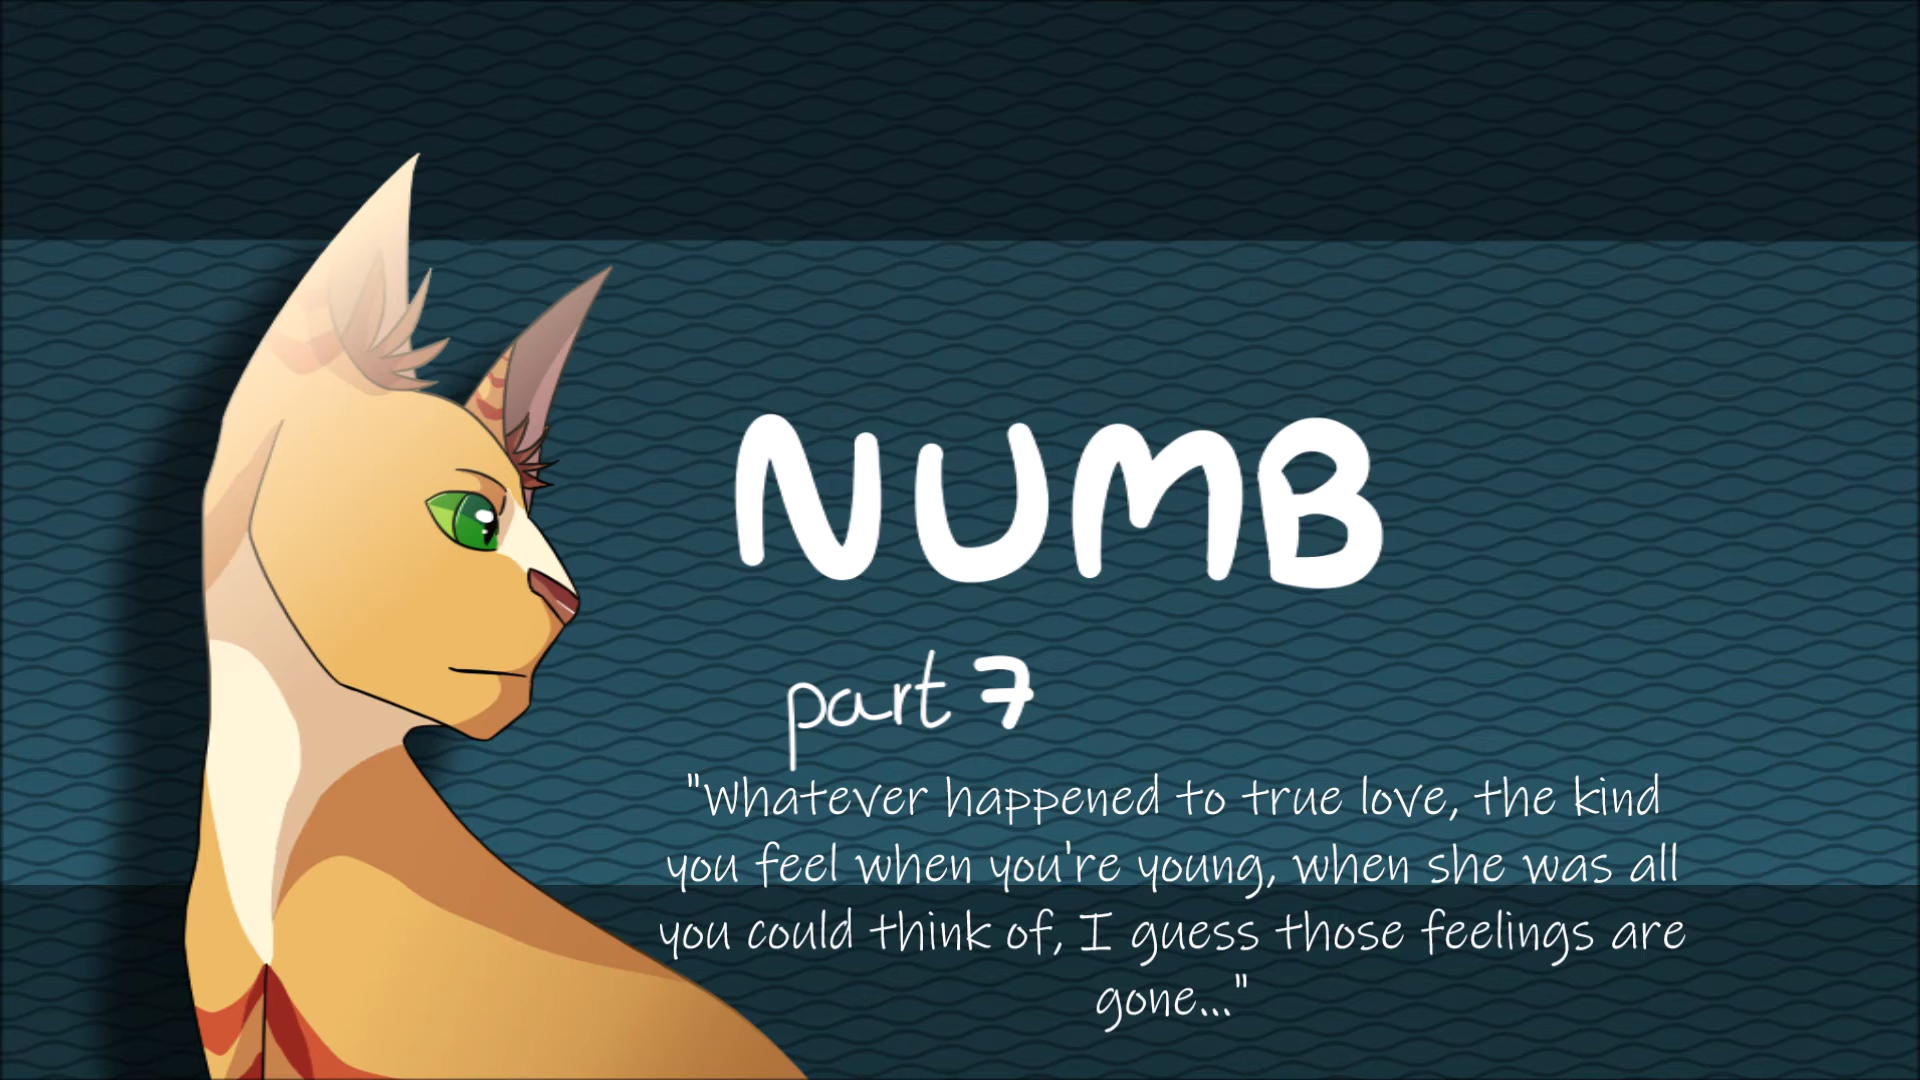 NUMB
part 7
"Whatever happened to true love, the kind
you feel when you're young, when she was all
you could think of, I guess those feelings are
gone..."